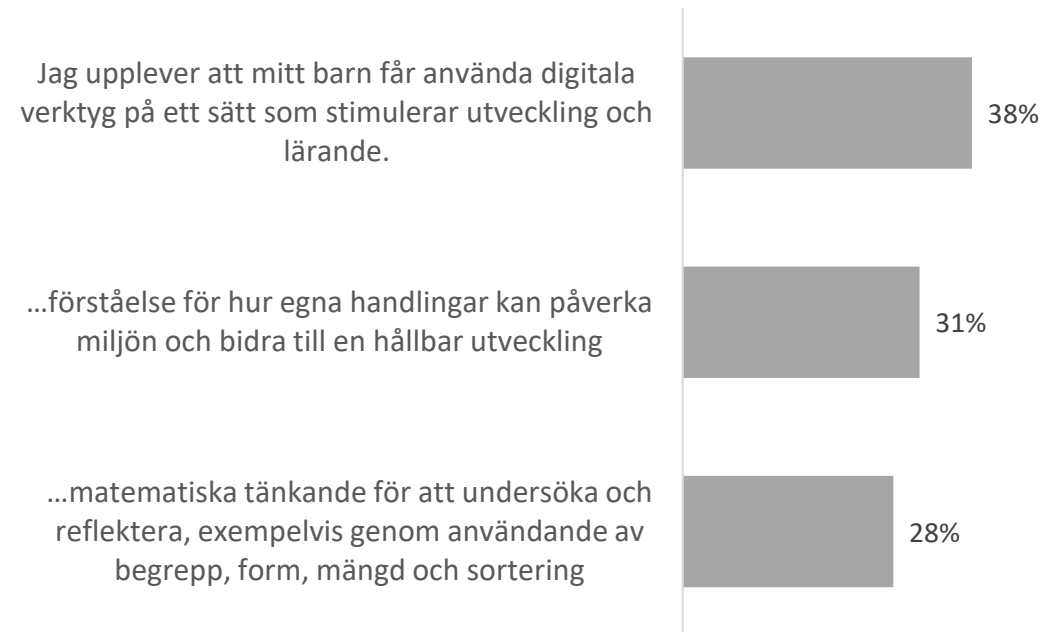 Jag upplever att mitt barn får använda digitala
verktyg på ett sätt som stimulerar utveckling och
lärande.
38%
…förståelse för hur egna handlingar kan påverka
miljön och bidra till en hållbar utveckling
31%
…matematiska tänkande för att undersöka och
reflektera, exempelvis genom användande av
begrepp, form, mängd och sortering
28%